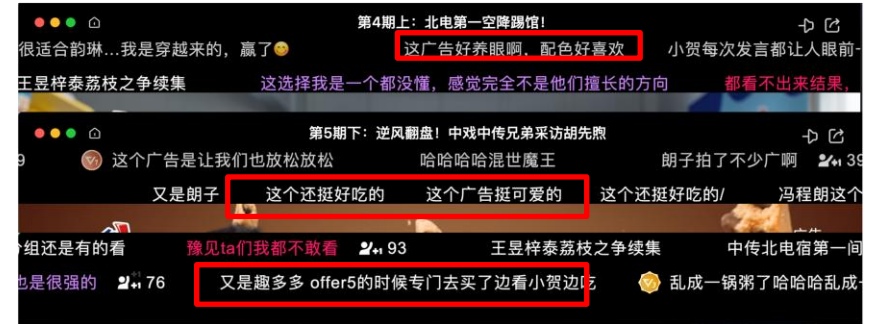 第4期上：北电第一空降踢馆！
很适合韵琳...我是穿越来的，赢了 这广告好养眼啊，配色好喜欢 小贺每次发言都让人眼前-
王昱梓泰荔枝之争续集 这选择我是一个都没懂，感觉完全不是他们擅长的方向 都看不出来结果，
第5期下：逆风翻盘！中戏中传兄弟采访胡先煦
9 这个广告是让我们也放松放松 哈哈哈哈混世魔王 朗子拍了不少广啊 +1 39
又是朗子 这个还挺好吃的 这个广告挺可爱的 这个还挺好吃的/ 冯程朗这个
组还是有的看 豫见ta们我都不敢看 +1 93 王昱梓泰荔枝之争续集 中传北电宿第一间
也是很强的 +1 76 又是趣多多 offer5的时候专门去买了边看小贺边吃 乱成一锅粥了哈哈哈乱成